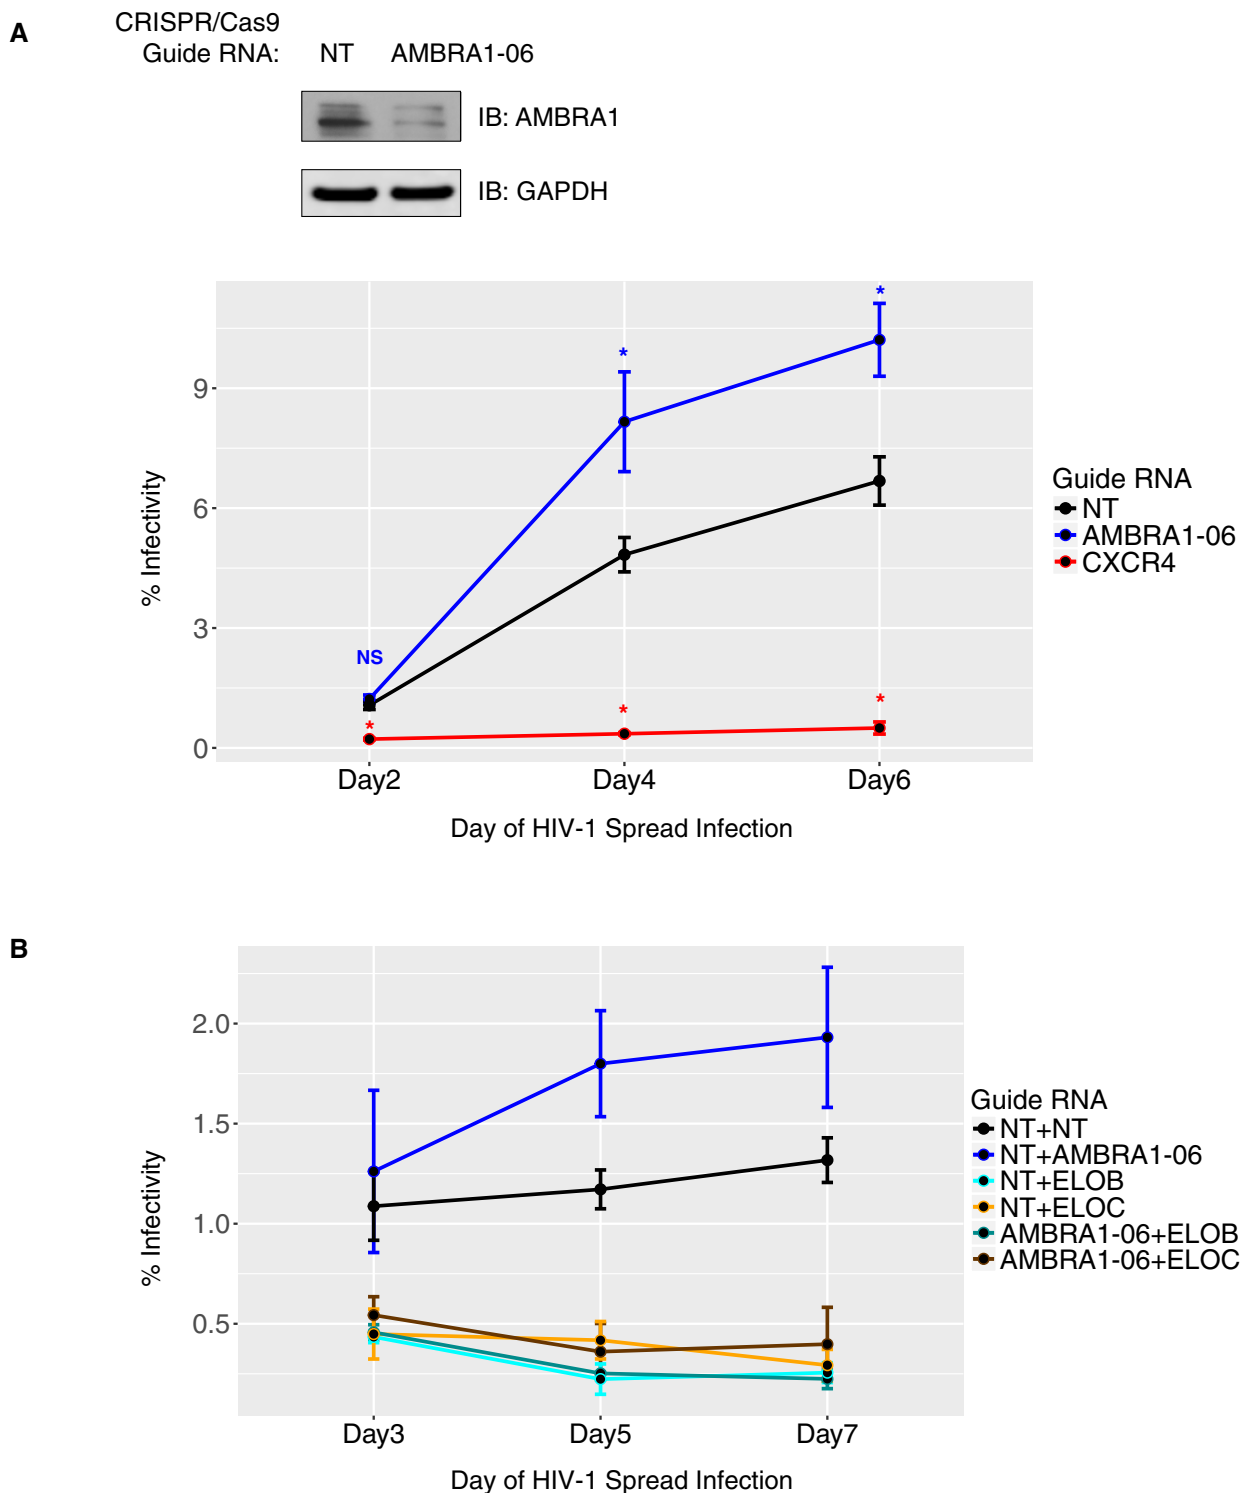 A
CRISPR/Cas9
Guide RNA: NT AMBRA1-06
IB: AMBRA1
IB: GAPDH
% Infectivity
9
6
3
0
NS
*
*
*
*
*
Day2 Day4 Day6
Day of HIV-1 Spread Infection
Guide RNA
NT
AMBRA1-06
CXCR4
B
% Infectivity
2.0
1.5
1.0
0.5
Day3 Day5 Day7
Day of HIV-1 Spread Infection
Guide RNA
NT+NT
NT+AMBRA1-06
NT+ELOB
NT+ELOC
AMBRA1-06+ELOB
AMBRA1-06+ELOC